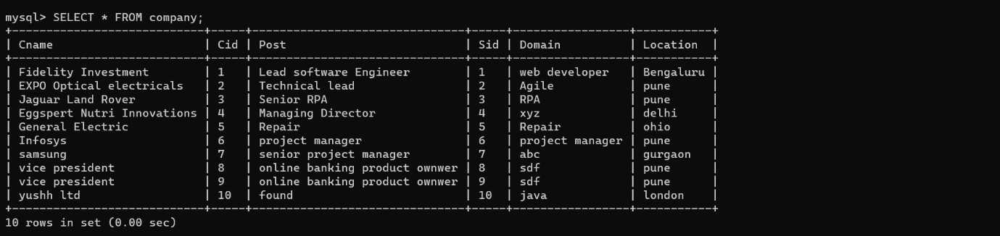 mysql> SELECT * FROM company;
+----------------------------+-----+-------------------------------+-----+-----------------+-----------+
| Cname                      | Cid | Post                          | Sid | Domain          | Location  |
+----------------------------+-----+-------------------------------+-----+-----------------+-----------+
| Fidelity Investment        | 1   | Lead software Engineer        | 1   | web developer   | Bengaluru |
| EXPO Optical electricals   | 2   | Technical lead                | 2   | Agile           | pune      |
| Jaguar Land Rover          | 3   | Senior RPA                    | 3   | RPA             | pune      |
| Eggspert Nutri Innovations | 4   | Managing Director             | 4   | xyz             | delhi     |
| General Electric           | 5   | Repair                        | 5   | Repair          | ohio      |
| Infosys                    | 6   | project manager               | 6   | project manager | pune      |
| samsung                    | 7   | senior project manager        | 7   | abc             | gurgaon   |
| vice president             | 8   | online banking product ownwer | 8   | sdf             | pune      |
| vice president             | 9   | online banking product ownwer | 9   | sdf             | pune      |
| yushh ltd                  | 10  | found                         | 10  | java            | london    |
+----------------------------+-----+-------------------------------+-----+-----------------+-----------+
10 rows in set (0.00 sec)